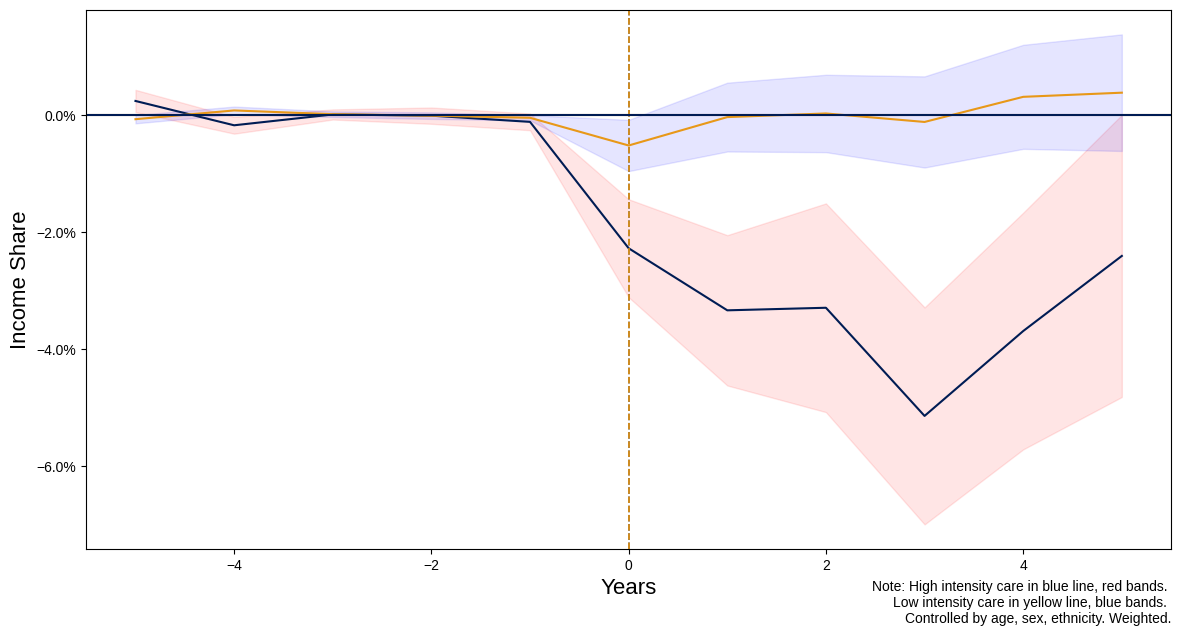 0.0%
−2.0%
−4.0%
−6.0%
Income Share
−4
−2
0
2
4
Years
Note: High intensity care in blue line, red bands.
Low intensity care in yellow line, blue bands.
Controlled by age, sex, ethnicity. Weighted.